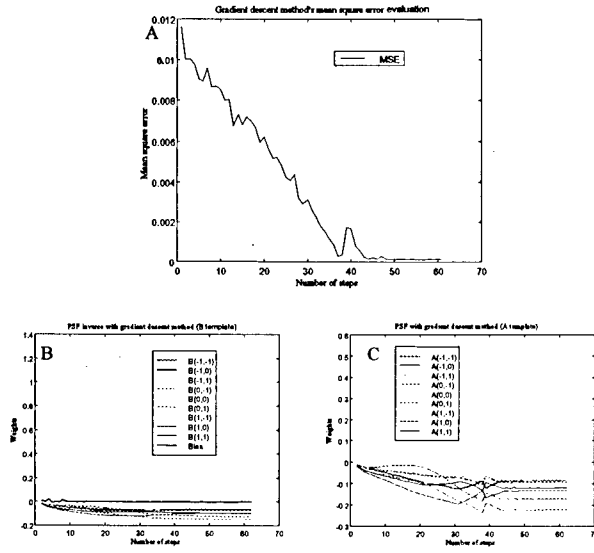 Gradient descent method's mean square error evaluation
A
MSE
Mean square error
6.012
0.012
0.008
0.006
0.004
0.002
0
0 10 20 30 40 50 60 70
Number of steps
PSF inverse with gradient descent method (B template)
B
Weights
1.4
1.2
1
0.8
0.6
0.4
0.2
0
-0.2
B(-1,-1)
B(-1,0)
B(-1,1)
B(0,-1)
B(0,0)
B(0,1)
B(1,-1)
B(1,0)
B(1,1)
Bias
0 10 20 30 40 50 60 70
Number of steps
PSF with gradient descent method (A template)
C
Weights
0.6
0.5
0.4
0.3
0.2
0.1
0
-0.1
-0.2
-0.3
A(-1,-1)
A(-1,0)
A(-1,1)
A(0,-1)
A(0,0)
A(0,1)
A(1,-1)
A(1,0)
A(1,1)
0 10 20 30 40 50 60 70
Number of steps